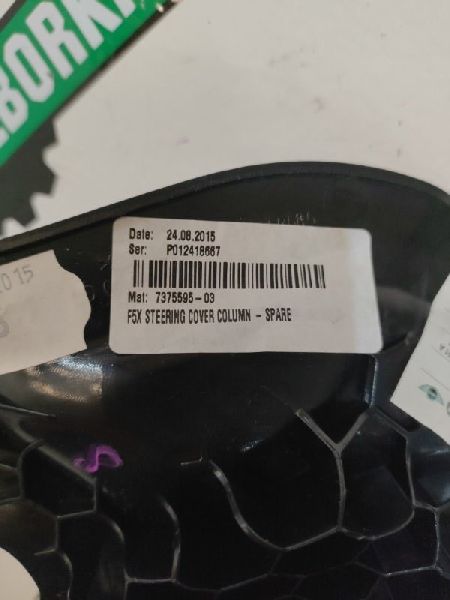 BORK
Date: 24.08.2015
Ser: P012418667
Mat: 7375595-03
F5X STEERING COVER COLUMN - SPARE
015